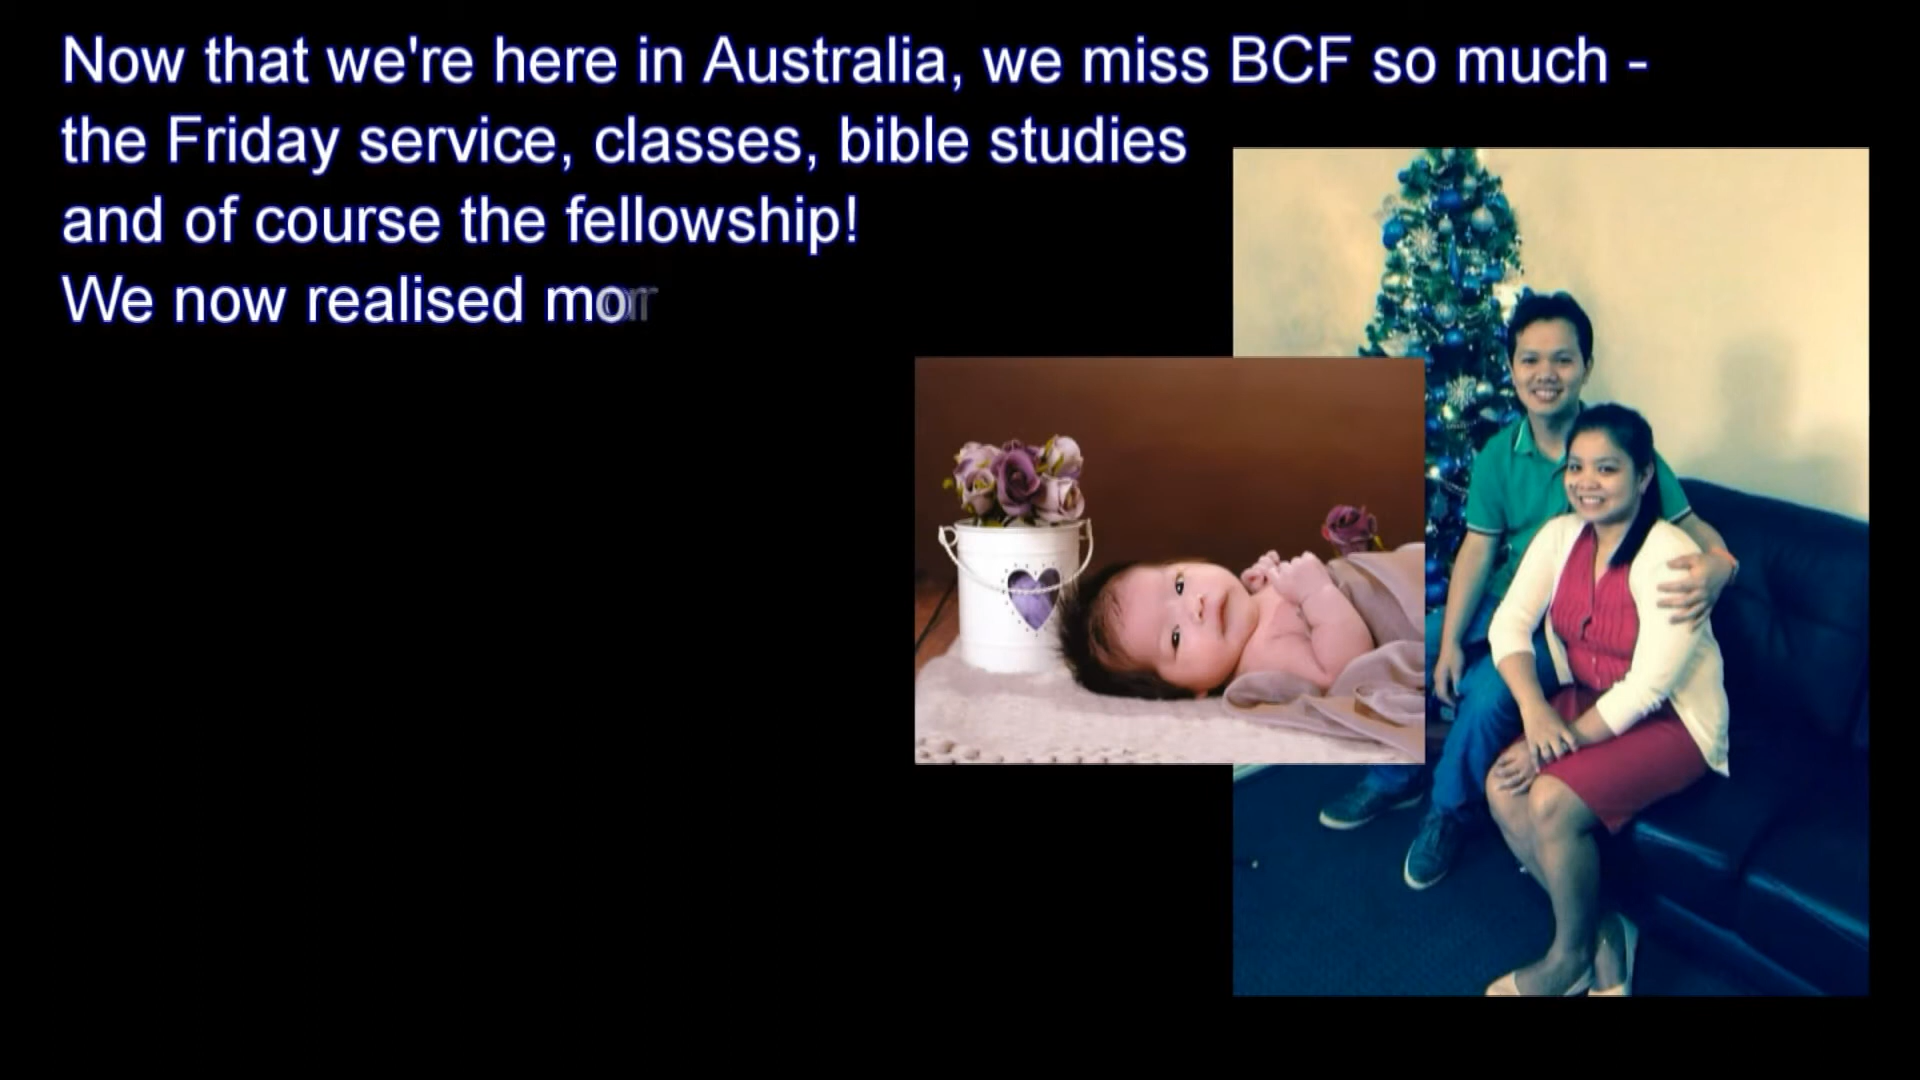 Now that we're here in Australia, we miss BCF so much -
the Friday service, classes, bible studies
and of course the fellowship!
We now realised